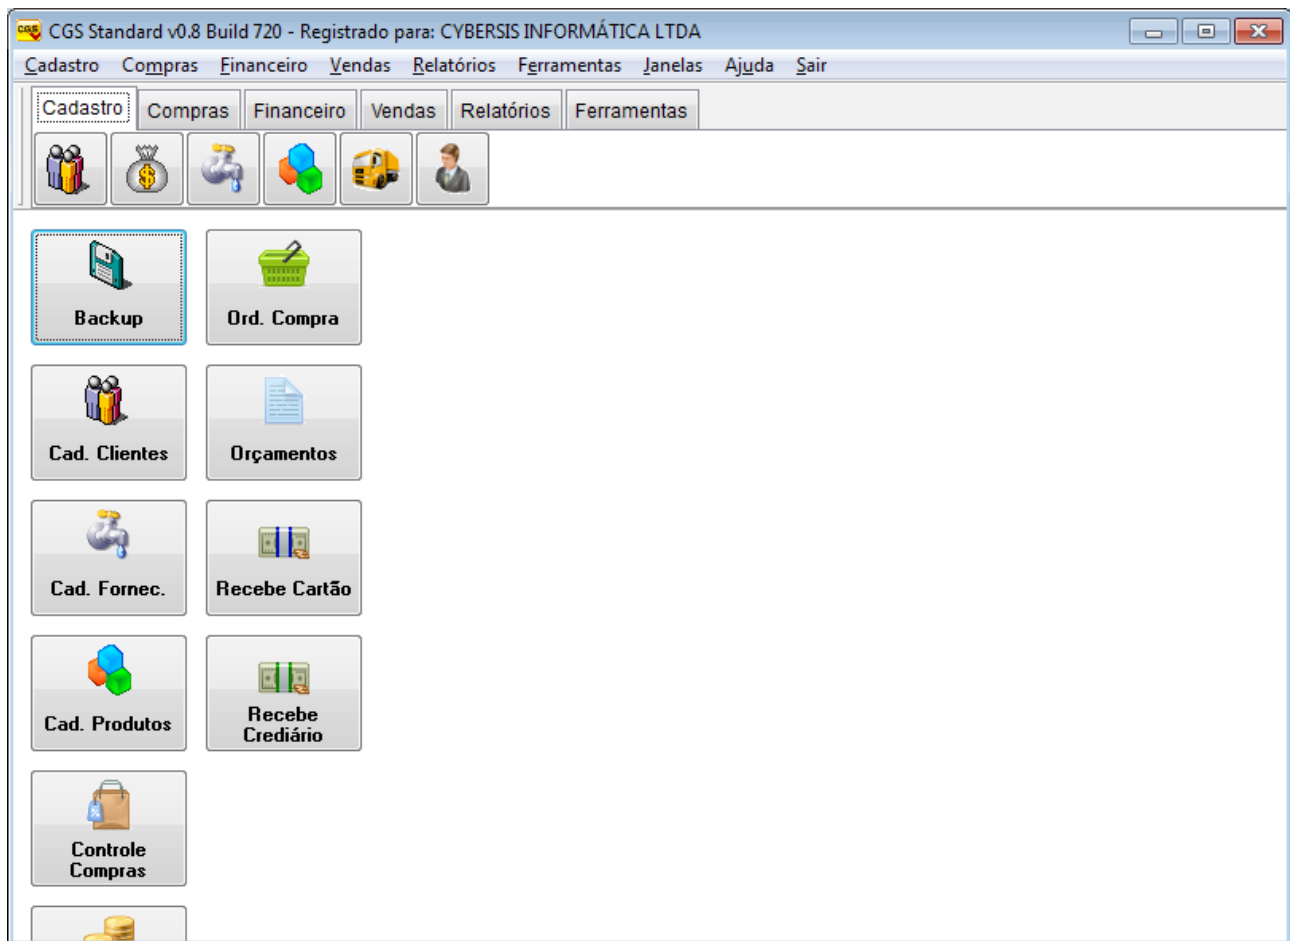 CGS Standard v0.8 Build 720 - Registrado para: CYBERSIS INFORMÁTICA LTDA
Cadastro Compras Financeiro Vendas Relatórios Ferramentas Janelas Ajuda Sair
Cadastro Compras Financeiro Vendas Relatórios Ferramentas
Backup Ord. Compra
Cad. Clientes Orçamentos
Cad. Fornec. Recebe Cartão
Cad. Produtos
Recebe
Crediário
Controle
Compras